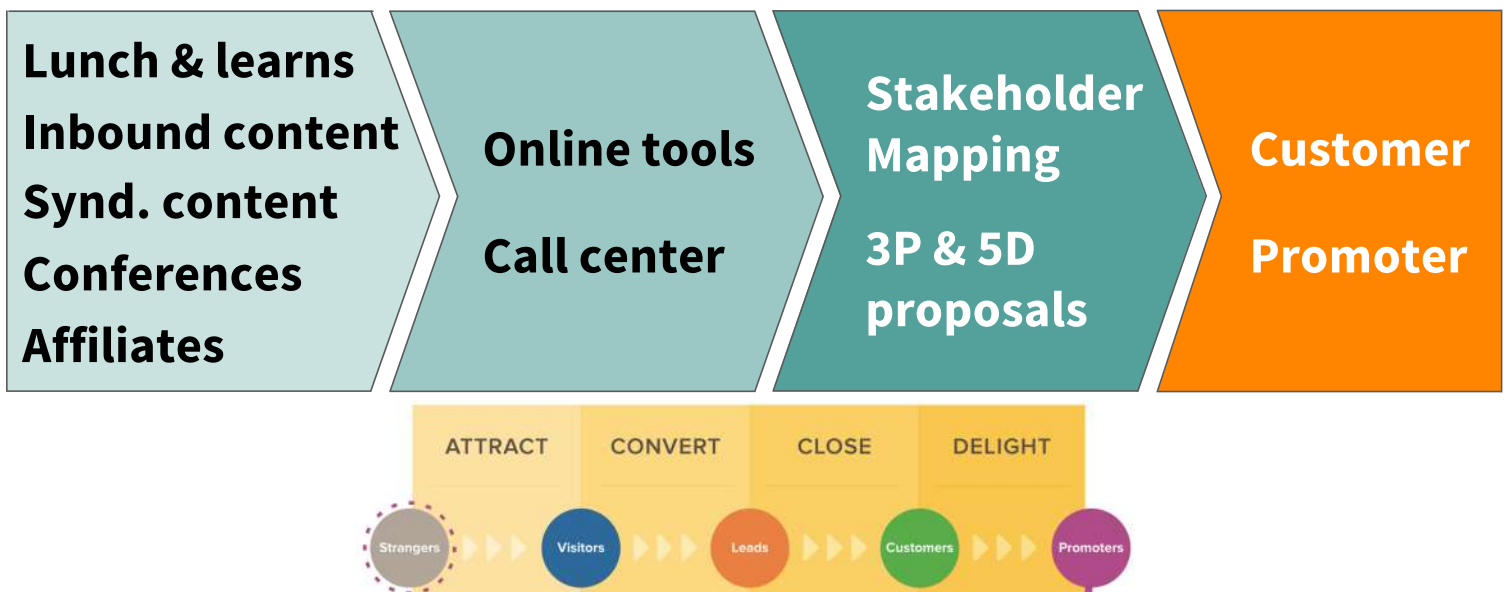 Lunch & learns
Inbound content
Synd. content
Conferences
Affiliates
Online tools
Call center
Stakeholder
Mapping
3P & 5D
proposals
Customer
Promoter
ATTRACT
CONVERT
CLOSE
DELIGHT
Strangers
Visitors
Leads
Customers
Promoters